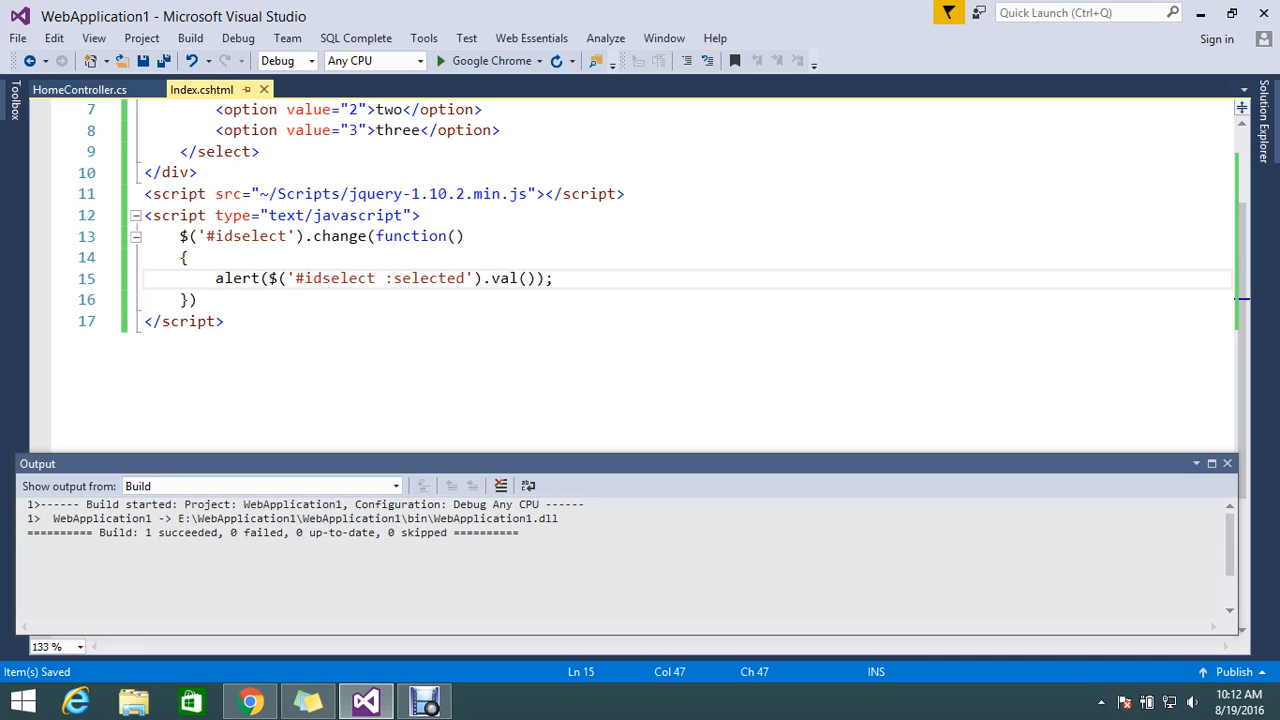 WebApplication1 - Microsoft Visual Studio
Quick Launch (Ctrl+Q)
File Edit View Project Build Debug Team SQL Complete Tools Test Web Essentials Analyze Window Help
Sign in
Debug Any CPU Google Chrome
HomeController.cs Index.cshtml
Toolbox
Solution Explorer
7 <option value="2">two</option>
8 <option value="3">three</option>
9 </select>
10 </div>
11 <script src="~/Scripts/jquery-1.10.2.min.js"></script>
12 <script type="text/javascript">
13 $('#idselect').change(function()
14 {
15 alert($('#idselect :selected').val());
16 })
17 </script>
Output
Show output from: Build
1>------ Build started: Project: WebApplication1, Configuration: Debug Any CPU ------
1> WebApplication1 -> E:\WebApplication1\WebApplication1\bin\WebApplication1.dll
========== Build: 1 succeeded, 0 failed, 0 up-to-date, 0 skipped ==========
133 %
Item(s) Saved Ln 15 Col 47 Ch 47 INS Publish
10:12 AM
8/19/2016